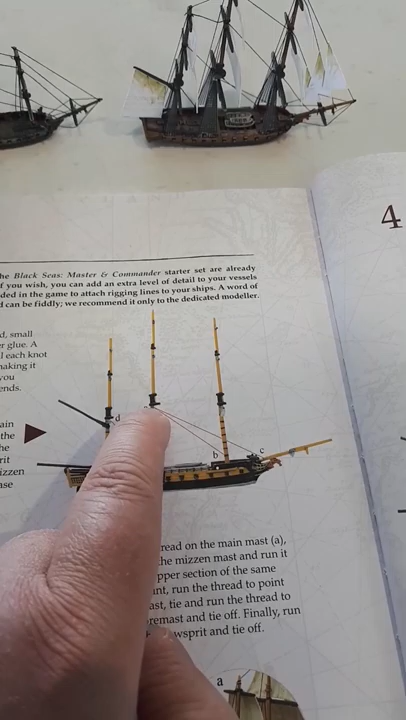 he Black Seas: Master & Commander starter set are already
f you wish, you can add an extra level of detail to your vessels
ded in the game to attach rigging lines to your ships. A word of
d can be fiddly; we recommend it only to the dedicated modeller.
4
d, small
er glue. A
l each knot
making it
you
ends.
ain
the
he
rit
izzen
ase
d
b
c
read on the main mast (a),
he mizzen mast and run it
pper section of the same
nt, run the thread to point
ast, tie and run the thread to
oremast and tie off. Finally, run
wsprit and tie off.
a